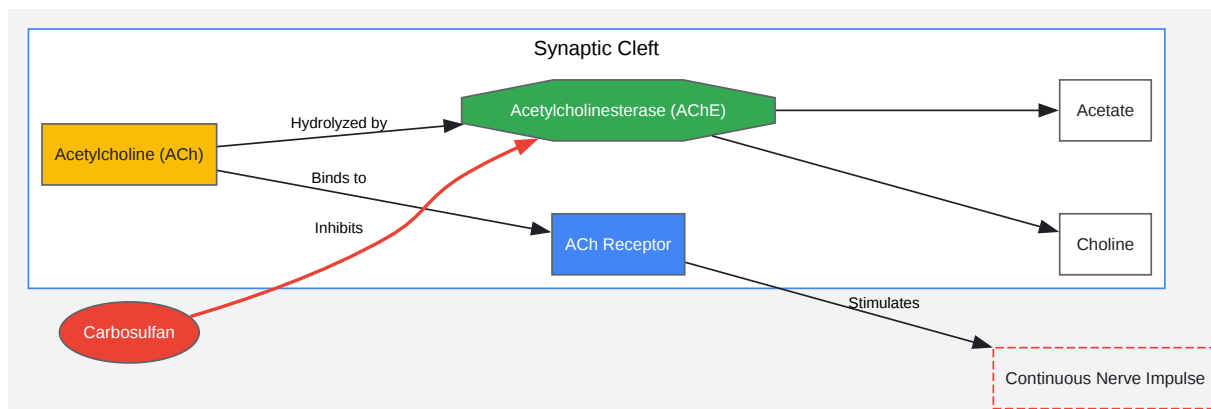 Synaptic Cleft
Acetylcholine (ACh)
Hydrolyzed by
Acetylcholinesterase (AChE)
Acetate
Binds to
Inhibits
ACh Receptor
Choline
Carbosulfan
Stimulates
Continuous Nerve Impulse